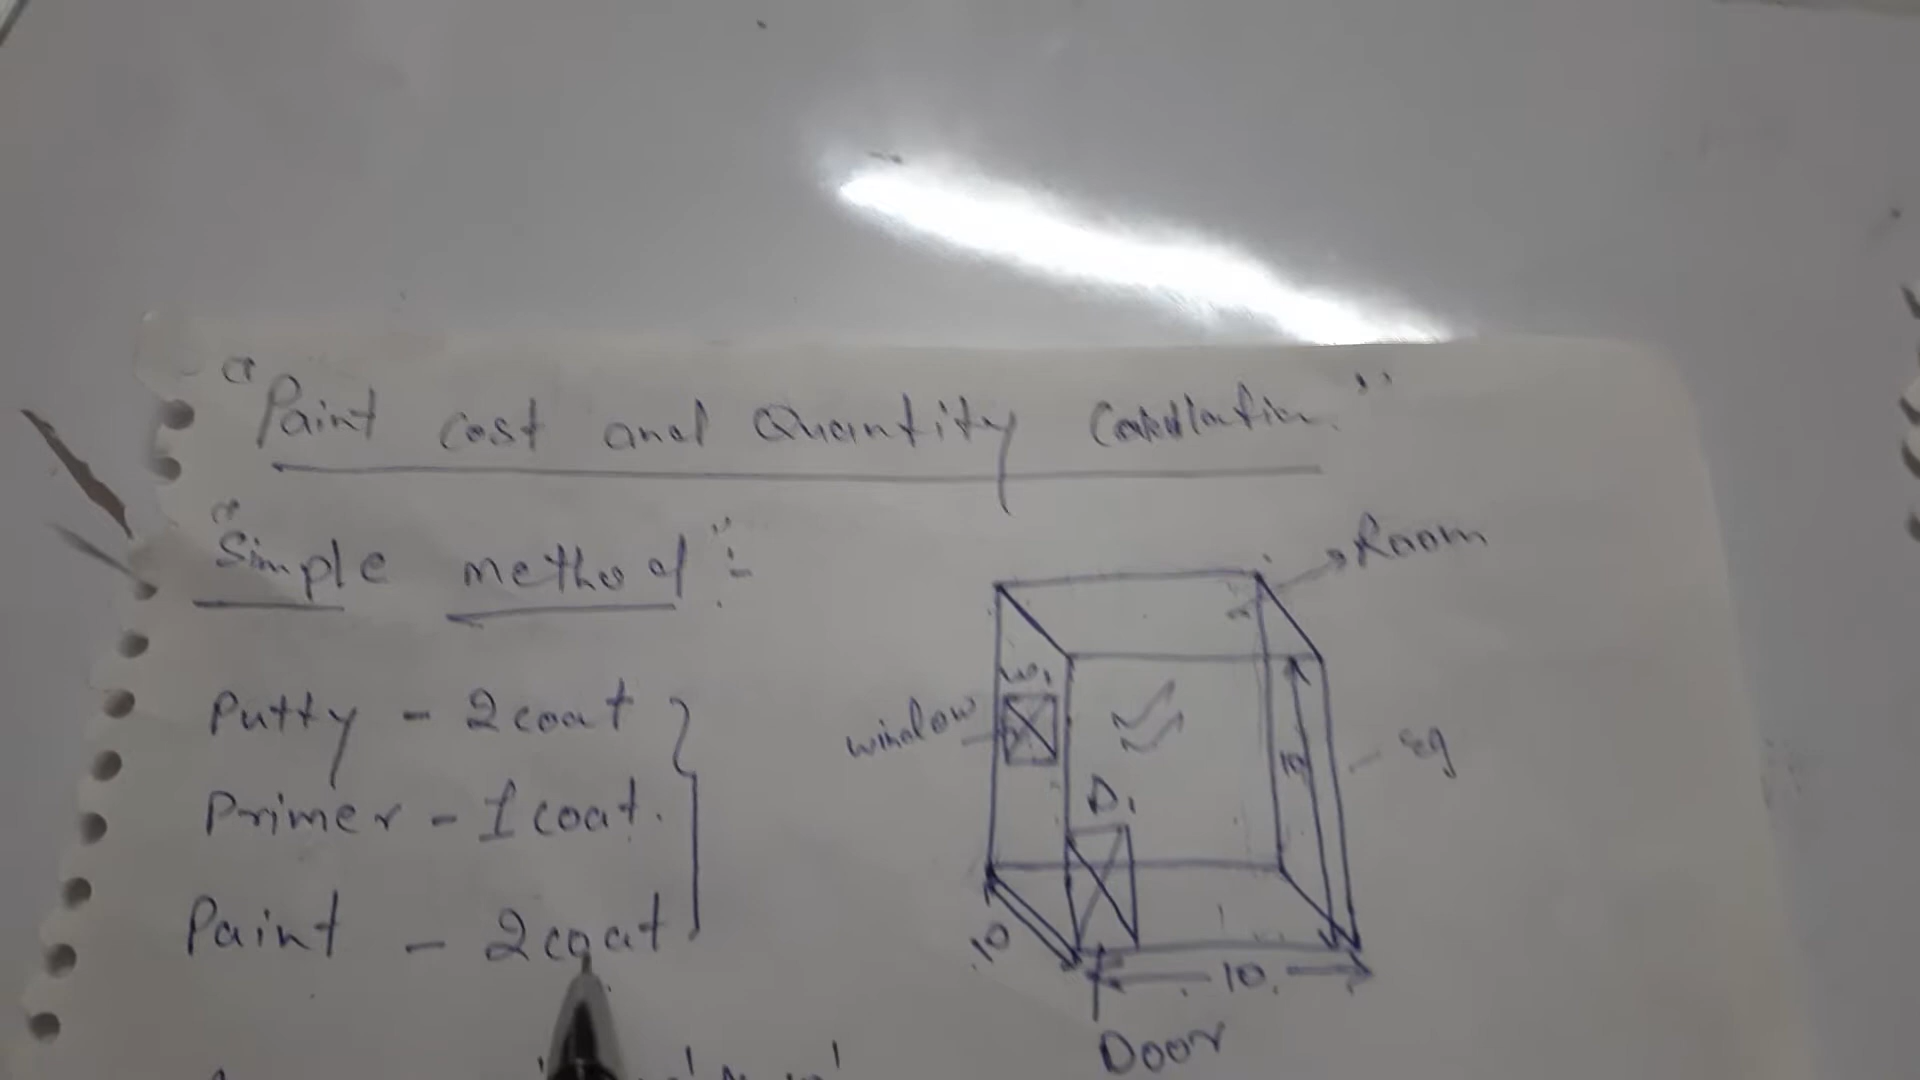 "Paint cost and Quantity Calculation."
"Simple method":-
Putty - 2 coat
Primer - 1 coat.
Paint - 2 coat
Room
W1
window
D1
10
eg
10
10
Door